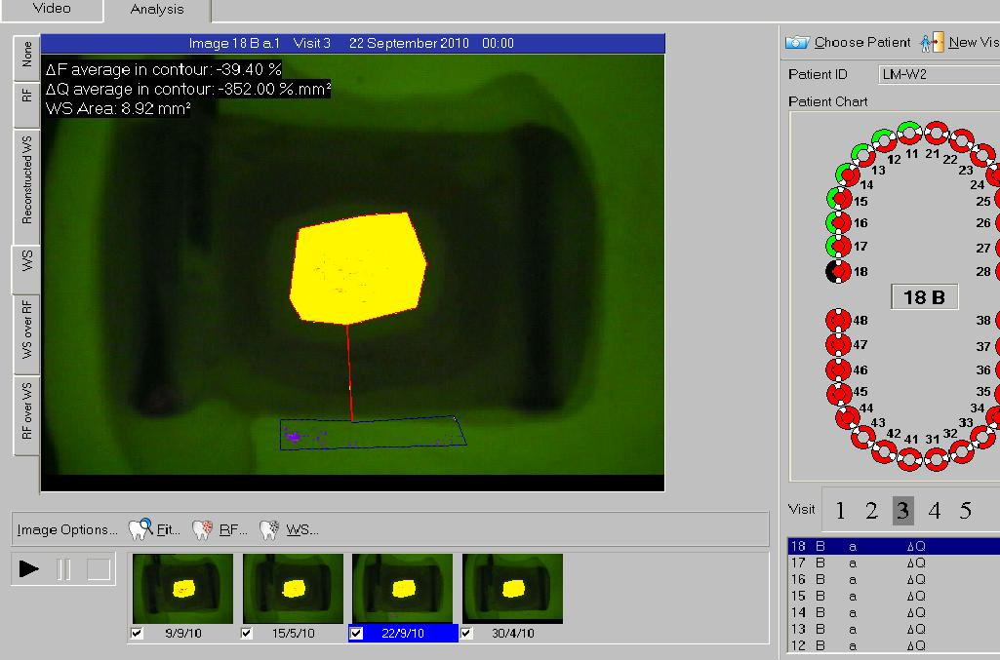 Video Analysis
None
RF
Reconstructed WS
WS
WS over RF
RF over WS
Image 18 B a.1 Visit 3 22 September 2010 00:00
ΔF average in contour: -39.40 %
ΔQ average in contour: -352.00 %.mm²
WS Area: 8.92 mm²
Image Options... Fit... RF... WS...
9/9/10 15/5/10 22/9/10 30/4/10
Choose Patient New Vis
Patient ID LM-W2
Patient Chart
11 21
12 22
13 23
14 24
15 25
16 26
17 27
18 28
18 B
48 38
47 37
46 36
45 35
44 34
43 33
42 41 31 32
Visit 1 2 3 4 5
18 B a ΔQ
17 B a ΔQ
16 B a ΔQ
15 B a ΔQ
14 B a ΔQ
13 B a ΔQ
12 B a ΔQ